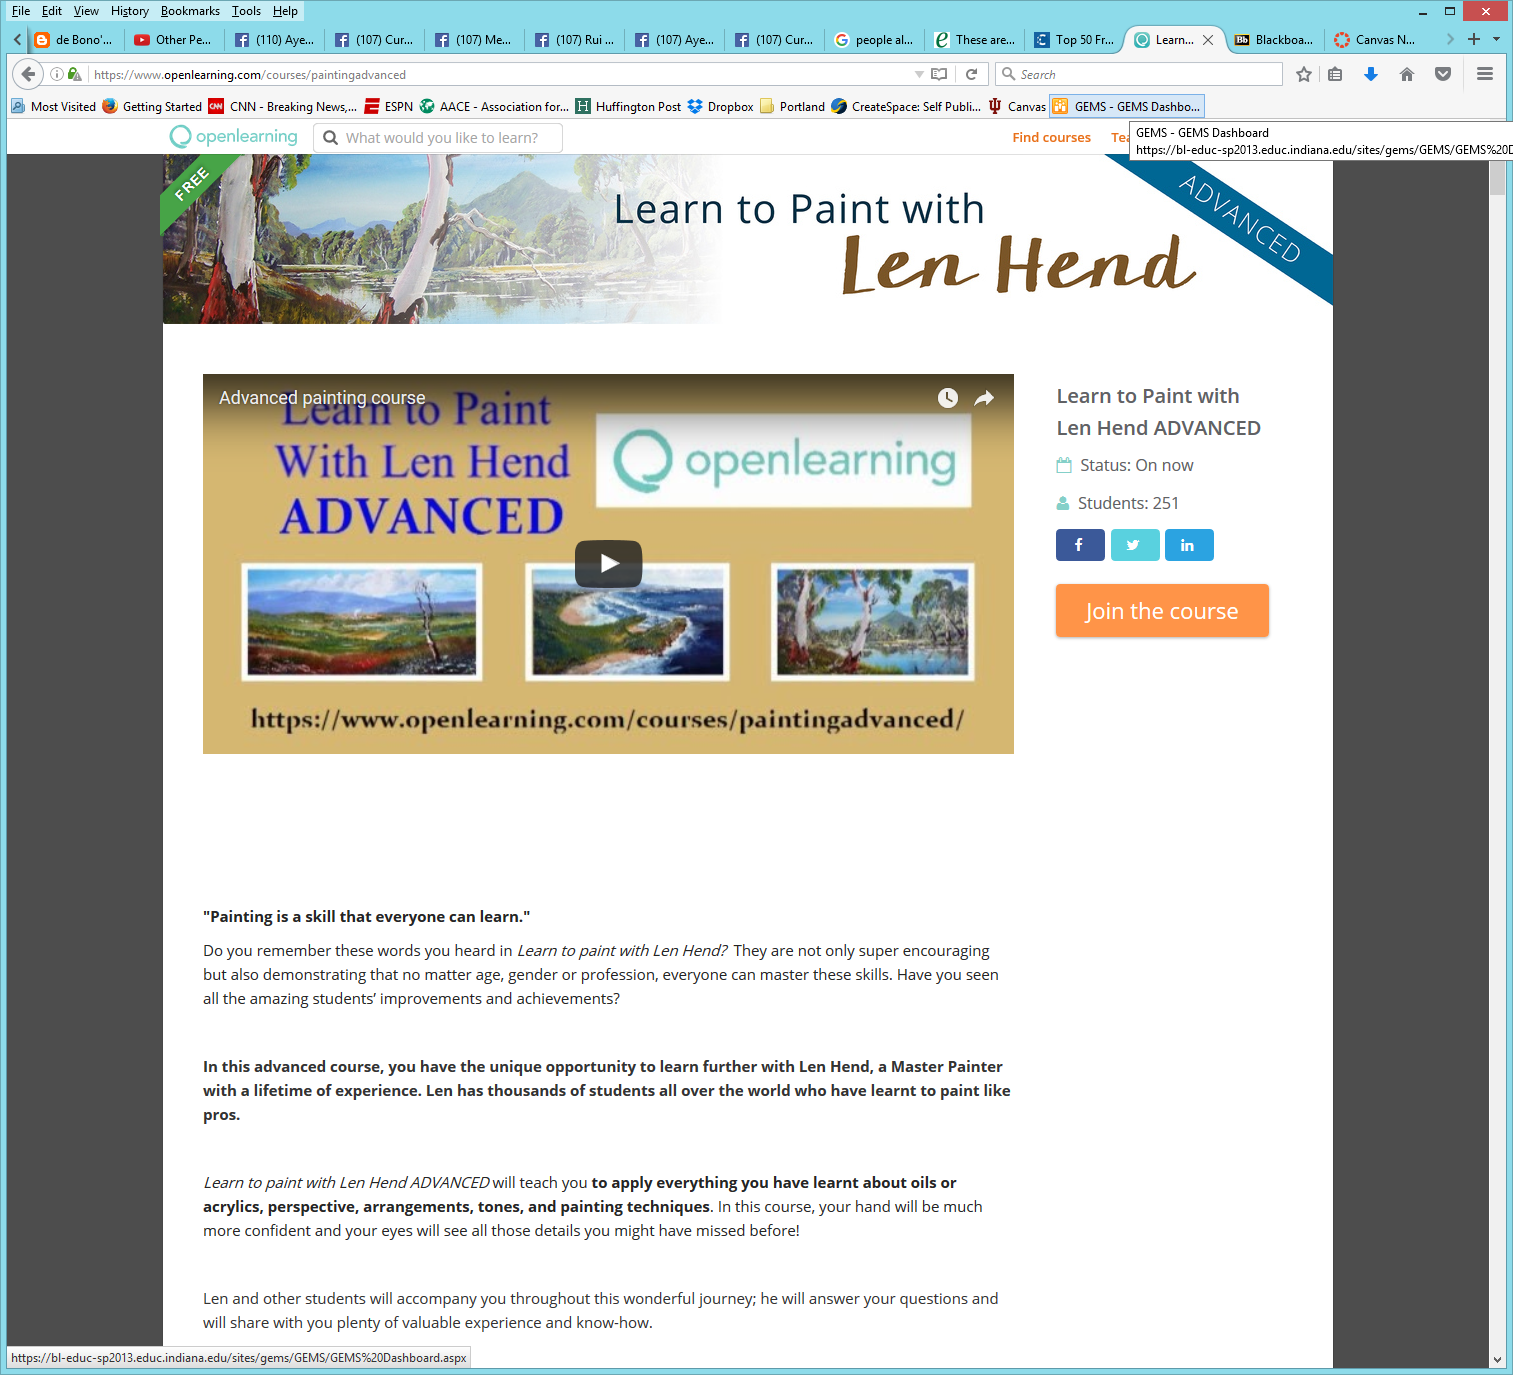 File Edit View History Bookmarks Tools Help
de Bono'... Other Pe... (110) Aye... (107) Cur... (107) Me... (107) Rui ... (107) Aye... (107) Cur... people al... These are... Top 50 Fr... Learn... Blackboa... Canvas N...
https://www.openlearning.com/courses/paintingadvanced Search
Most Visited Getting Started CNN - Breaking News,... ESPN AACE - Association for... Huffington Post Dropbox Portland CreateSpace: Self Publi... Canvas GEMS - GEMS Dashbo...
openlearning What would you like to learn? Find courses Tea
GEMS - GEMS Dashboard
https://bl-educ-sp2013.educ.indiana.edu/sites/gems/GEMS/GEMS%20D
FREE
Learn to Paint with
Len Hend
ADVANCED
Advanced painting course
Learn to Paint
With Len Hend
ADVANCED
openlearning
https://www.openlearning.com/courses/paintingadvanced/
Learn to Paint with
Len Hend ADVANCED
Status: On now
Students: 251
Join the course
"Painting is a skill that everyone can learn."
Do you remember these words you heard in Learn to paint with Len Hend? They are not only super encouraging
but also demonstrating that no matter age, gender or profession, everyone can master these skills. Have you seen
all the amazing students’ improvements and achievements?
In this advanced course, you have the unique opportunity to learn further with Len Hend, a Master Painter
with a lifetime of experience. Len has thousands of students all over the world who have learnt to paint like
pros.
Learn to paint with Len Hend ADVANCED will teach you to apply everything you have learnt about oils or
acrylics, perspective, arrangements, tones, and painting techniques. In this course, your hand will be much
more confident and your eyes will see all those details you might have missed before!
Len and other students will accompany you throughout this wonderful journey; he will answer your questions and
will share with you plenty of valuable experience and know-how.
https://bl-educ-sp2013.educ.indiana.edu/sites/gems/GEMS/GEMS%20Dashboard.aspx